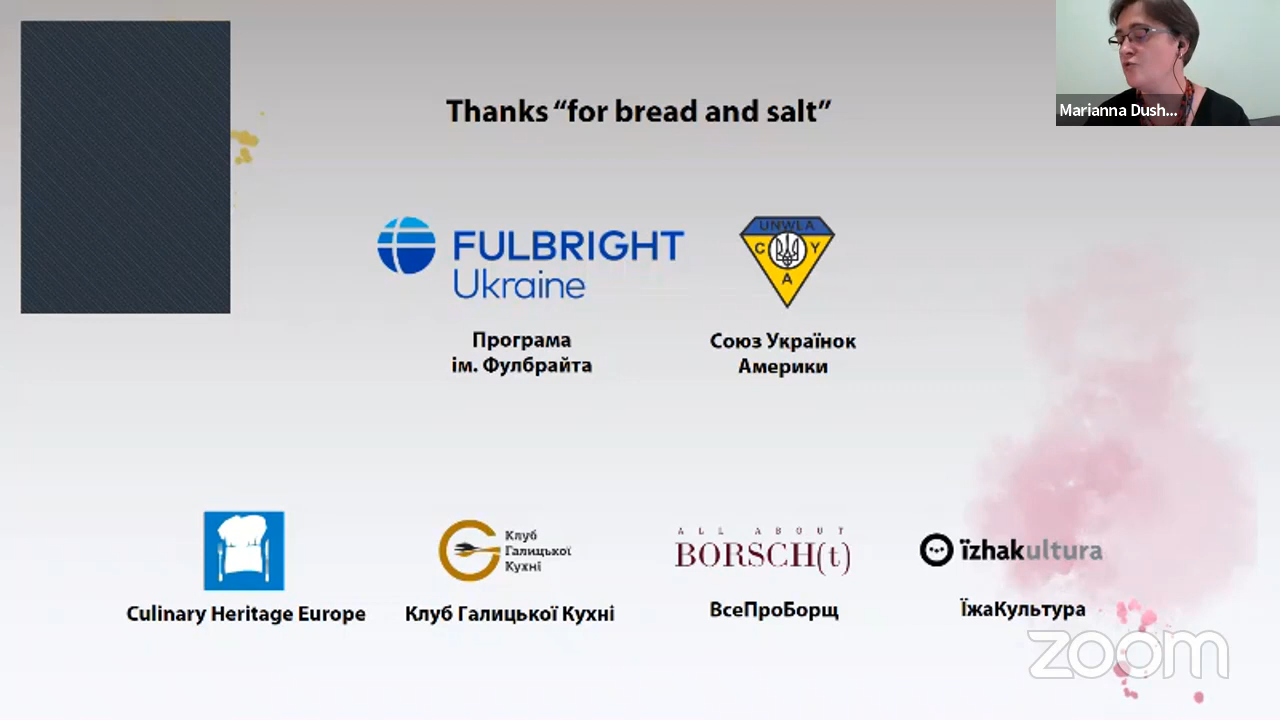 Thanks “for bread and salt”
Marianna Dush...
FULBRIGHT
Ukraine
UNWLA
C Y
A
Програма
ім. Фулбрайта
Союз Українок
Америки
Клуб
Галицької
Кухні
ALL ABOUT
BORSCH(t)
їzhakultura
Culinary Heritage Europe
Клуб Галицької Кухні
ВсеПроБорщ
ЇжаКультура
zoom